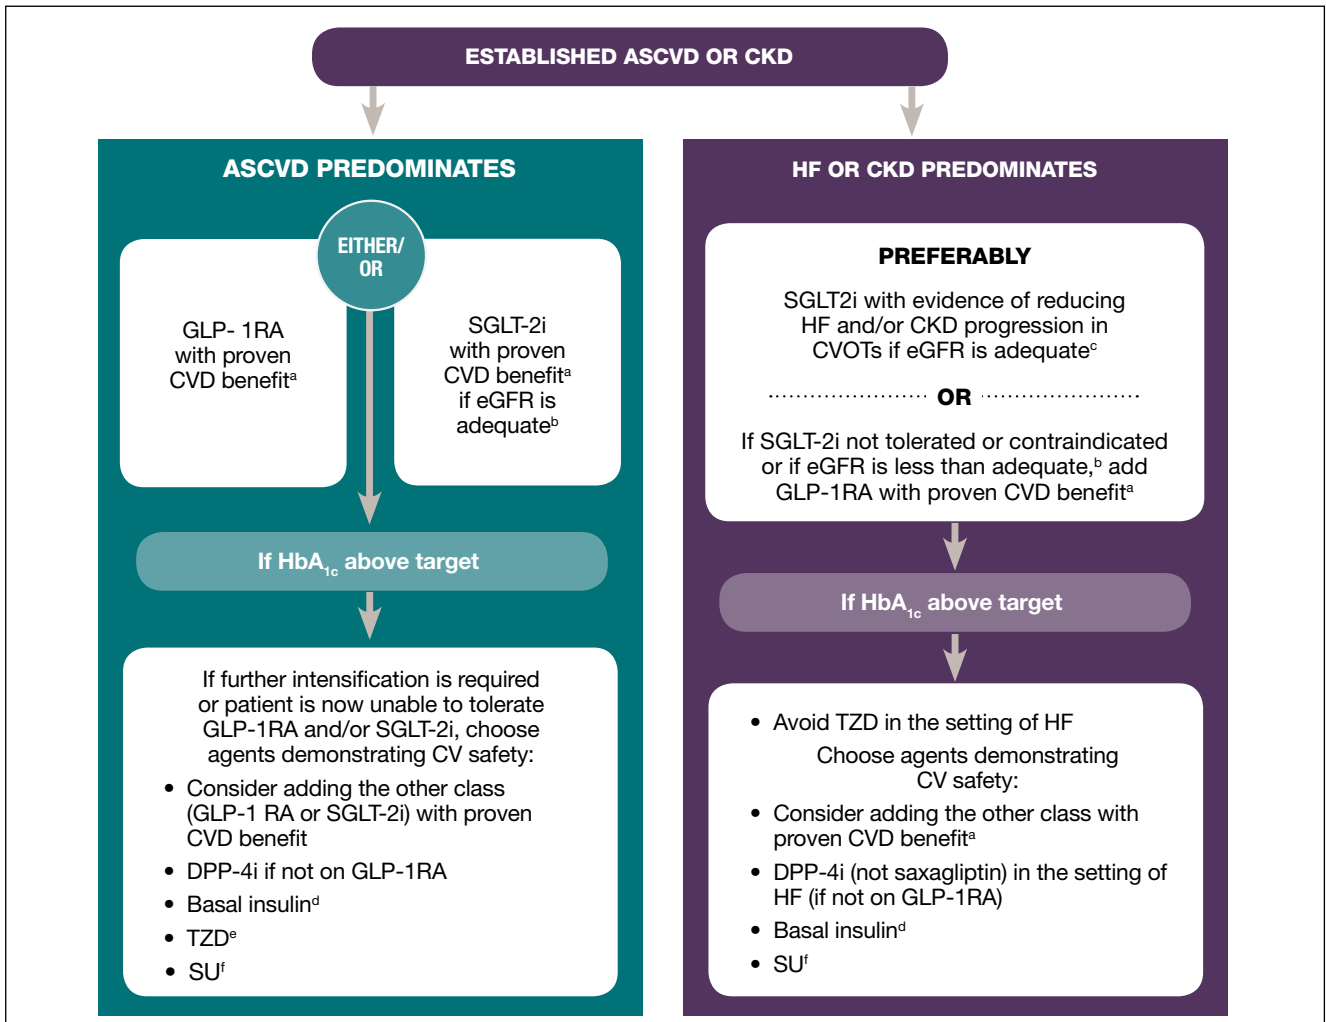 ESTABLISHED ASCVD OR CKD
ASCVD PREDOMINATES
EITHER/
OR
GLP- 1RA
with proven
CVD benefitᵃ
SGLT-2i
with proven
CVD benefitᵃ
if eGFR is
adequateᵇ
If HbA₁c above target
If further intensification is required
or patient is now unable to tolerate
GLP-1RA and/or SGLT-2i, choose
agents demonstrating CV safety:
• Consider adding the other class
(GLP-1 RA or SGLT-2i) with proven
CVD benefit
• DPP-4i if not on GLP-1RA
• Basal insulinᵈ
• TZDᵉ
• SUᶠ
HF OR CKD PREDOMINATES
PREFERABLY
SGLT2i with evidence of reducing
HF and/or CKD progression in
CVOTs if eGFR is adequateᶜ
OR
If SGLT-2i not tolerated or contraindicated
or if eGFR is less than adequate,ᵇ add
GLP-1RA with proven CVD benefitᵃ
If HbA₁c above target
• Avoid TZD in the setting of HF
Choose agents demonstrating
CV safety:
• Consider adding the other class with
proven CVD benefitᵃ
• DPP-4i (not saxagliptin) in the setting of
HF (if not on GLP-1RA)
• Basal insulinᵈ
• SUᶠ